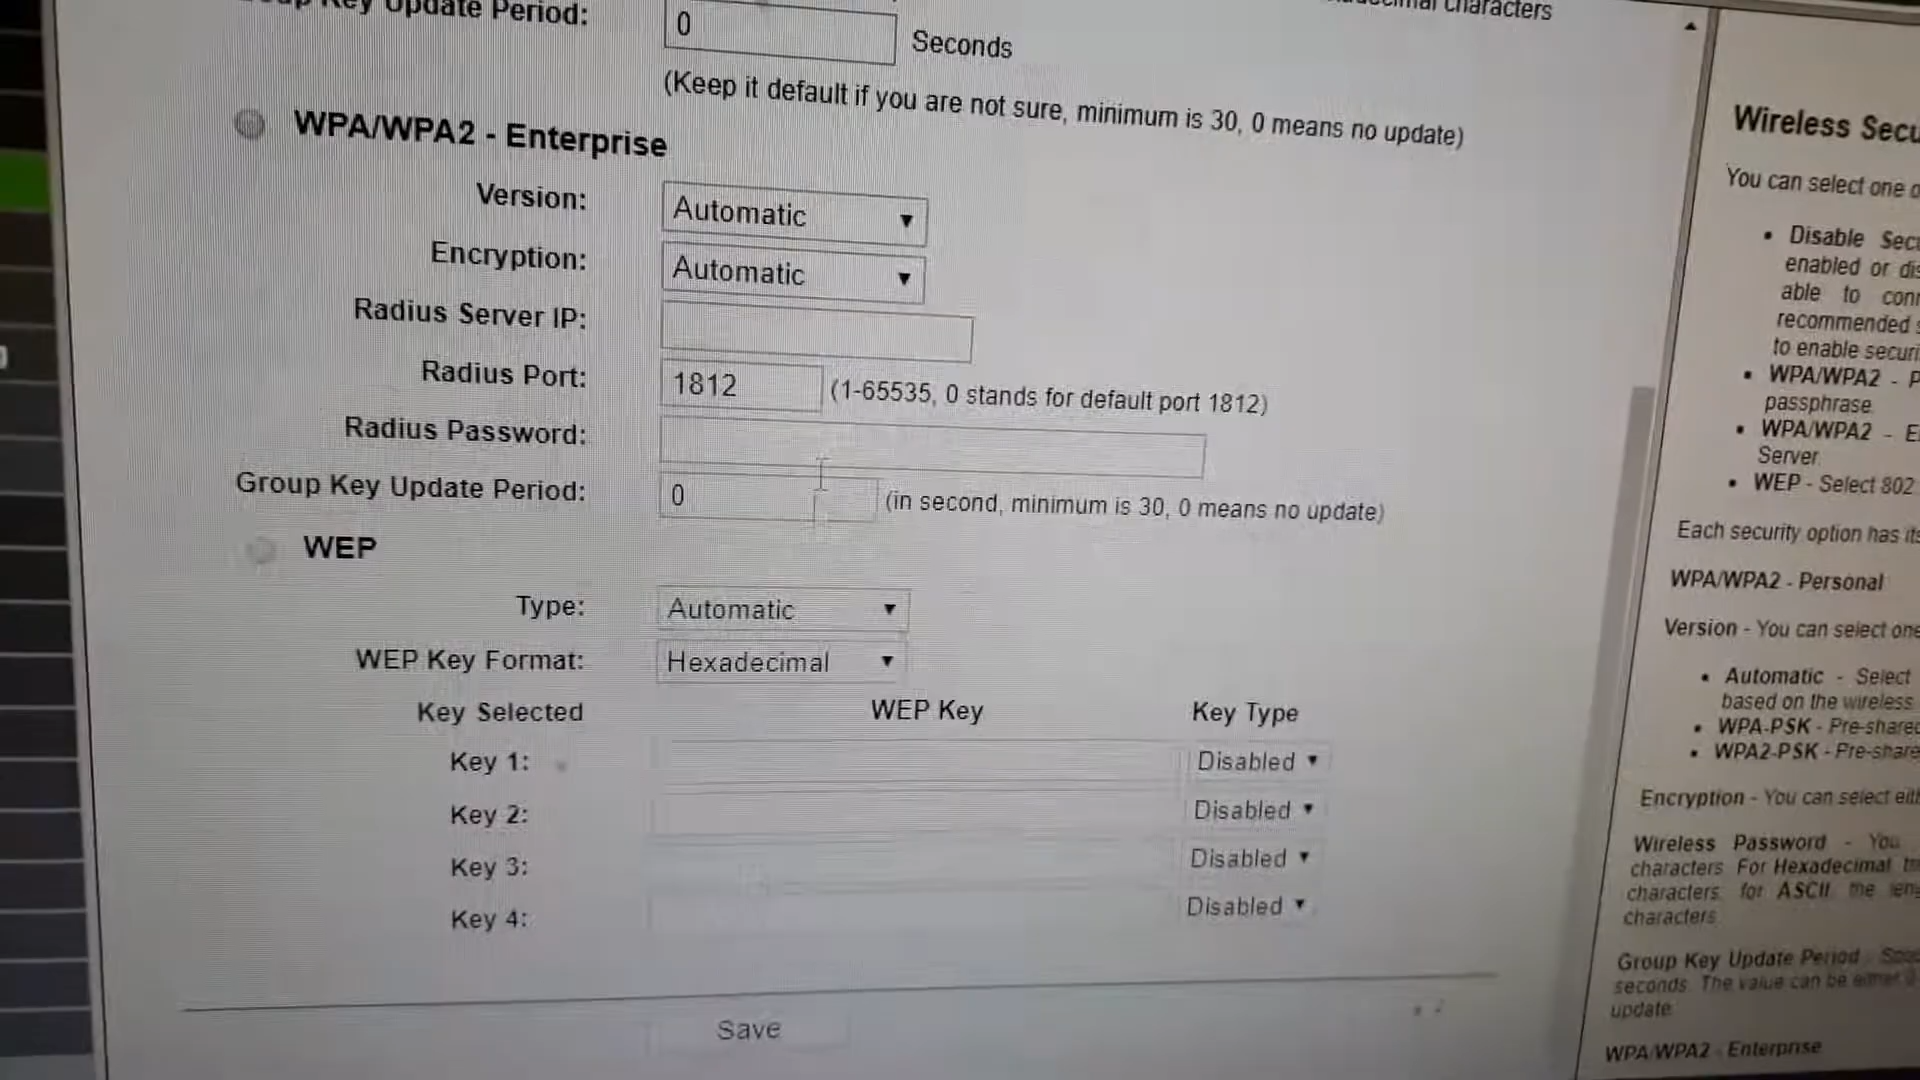 Key Update Period:
0
Seconds
characters
(Keep it default if you are not sure, minimum is 30, 0 means no update)
WPA/WPA2 - Enterprise
Version:
Automatic
Encryption:
Automatic
Radius Server IP:
Radius Port:
1812
(1-65535, 0 stands for default port 1812)
Radius Password:
Group Key Update Period:
0
(in second, minimum is 30, 0 means no update)
WEP
Type:
Automatic
WEP Key Format:
Hexadecimal
Key Selected
WEP Key
Key Type
Key 1:
Disabled
Key 2:
Disabled
Key 3:
Disabled
Key 4:
Disabled
Save
Wireless
You can select one
• Disable
enabled or
able to
recommended
to enable
• WPA/WPA2 -
passphrase.
• WPA/WPA2 -
Server.
• WEP - Select 802
Each security option has
WPA/WPA2 - Personal
Version - You can select
• Automatic - Select
based on the wireless
• WPA-PSK -
• WPA2-PSK -
Encryption - You can select
Wireless Password - You
characters. For Hexadecimal
characters; for ASCII, the
characters.
Group Key Update Period -
seconds. The value can be either
update.
WPA/WPA2 - Enterprise